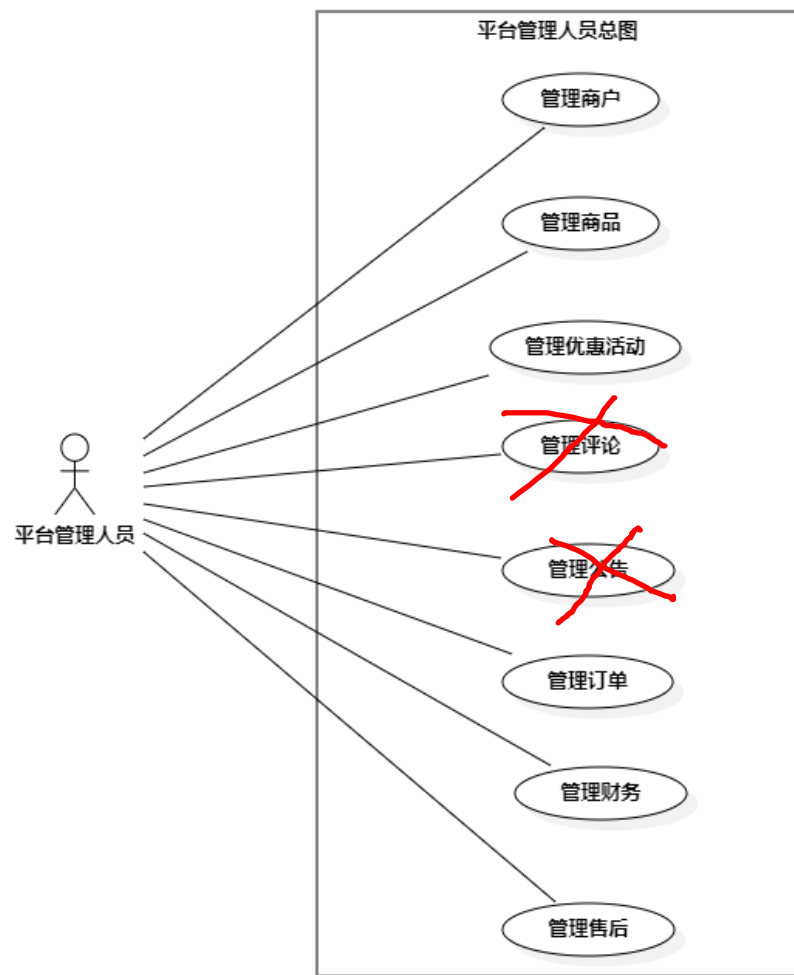 平台管理人员总图
管理商户
管理商品
管理优惠活动
管理评论
管理公告
平台管理人员
管理订单
管理财务
管理售后